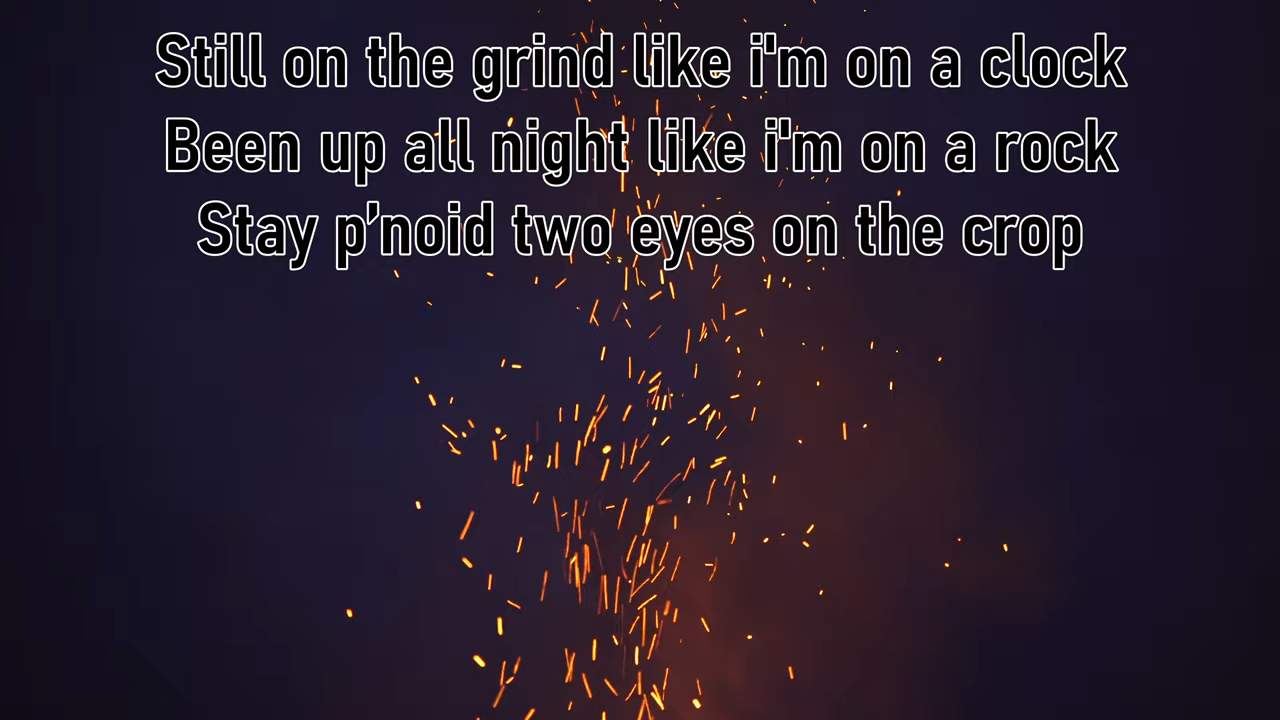 Still on the grind like i'm on a clock
Been up all night like i'm on a rock
Stay p’noid two eyes on the crop